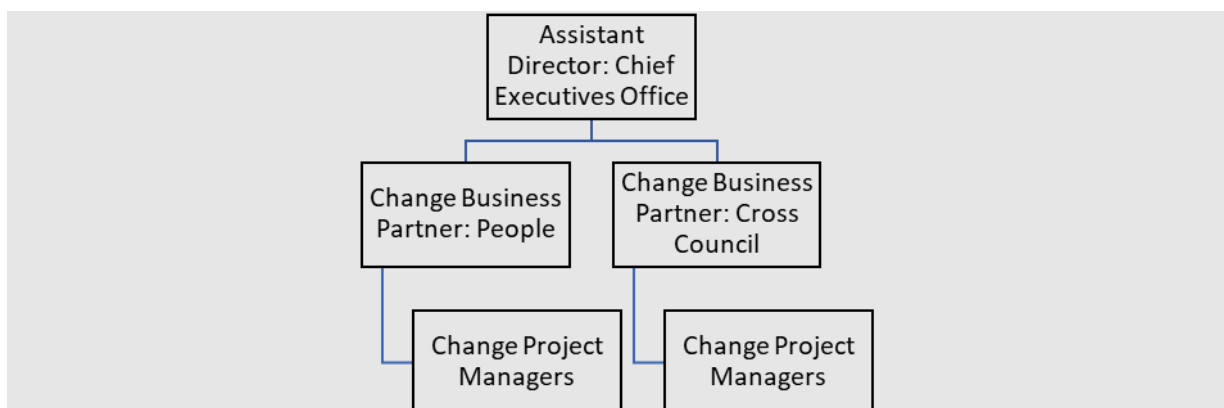 Assistant
Director: Chief
Executives Office
Change Business
Partner: People
Change Business
Partner: Cross
Council
Change Project
Managers
Change Project
Managers